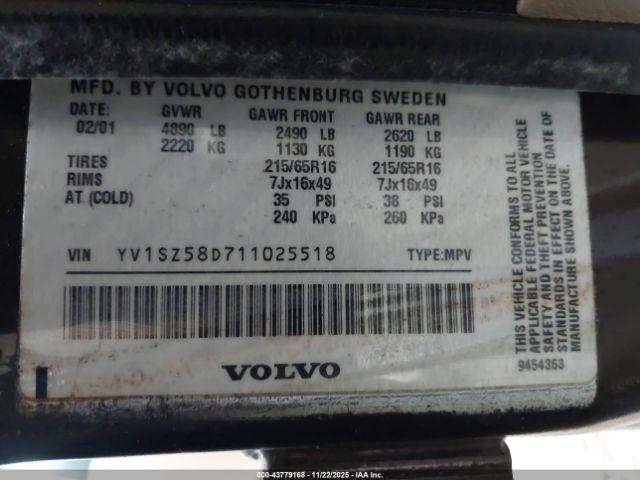 MFD. BY VOLVO GOTHENBURG SWEDEN
DATE: GVWR GAWR FRONT GAWR REAR
02/01 4890 LB 2490 LB 2620 LB
2220 KG 1130 KG 1190 KG
TIRES 215/65R16 215/65R16
RIMS 7Jx16x49 7Jx16x49
AT (COLD) 35 PSI 38 PSI
240 KPa 260 KPa
VIN YV1SZ58D711025518 TYPE: MPV
VOLVO
THIS VEHICLE CONFORMS TO ALL
APPLICABLE FEDERAL MOTOR VEHICLE
SAFETY AND THEFT PREVENTION
STANDARDS IN EFFECT ON THE DATE OF
MANUFACTURE SHOWN ABOVE.
9454363
000-43779168 - 11/22/2025 - Copyright © IAA, LLC